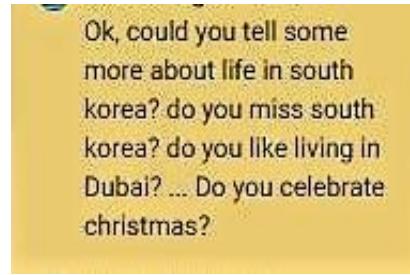 Ok, could you tell some
more about life in south
korea? do you miss south
korea? do you like living in
Dubai? ... Do you celebrate
christmas?